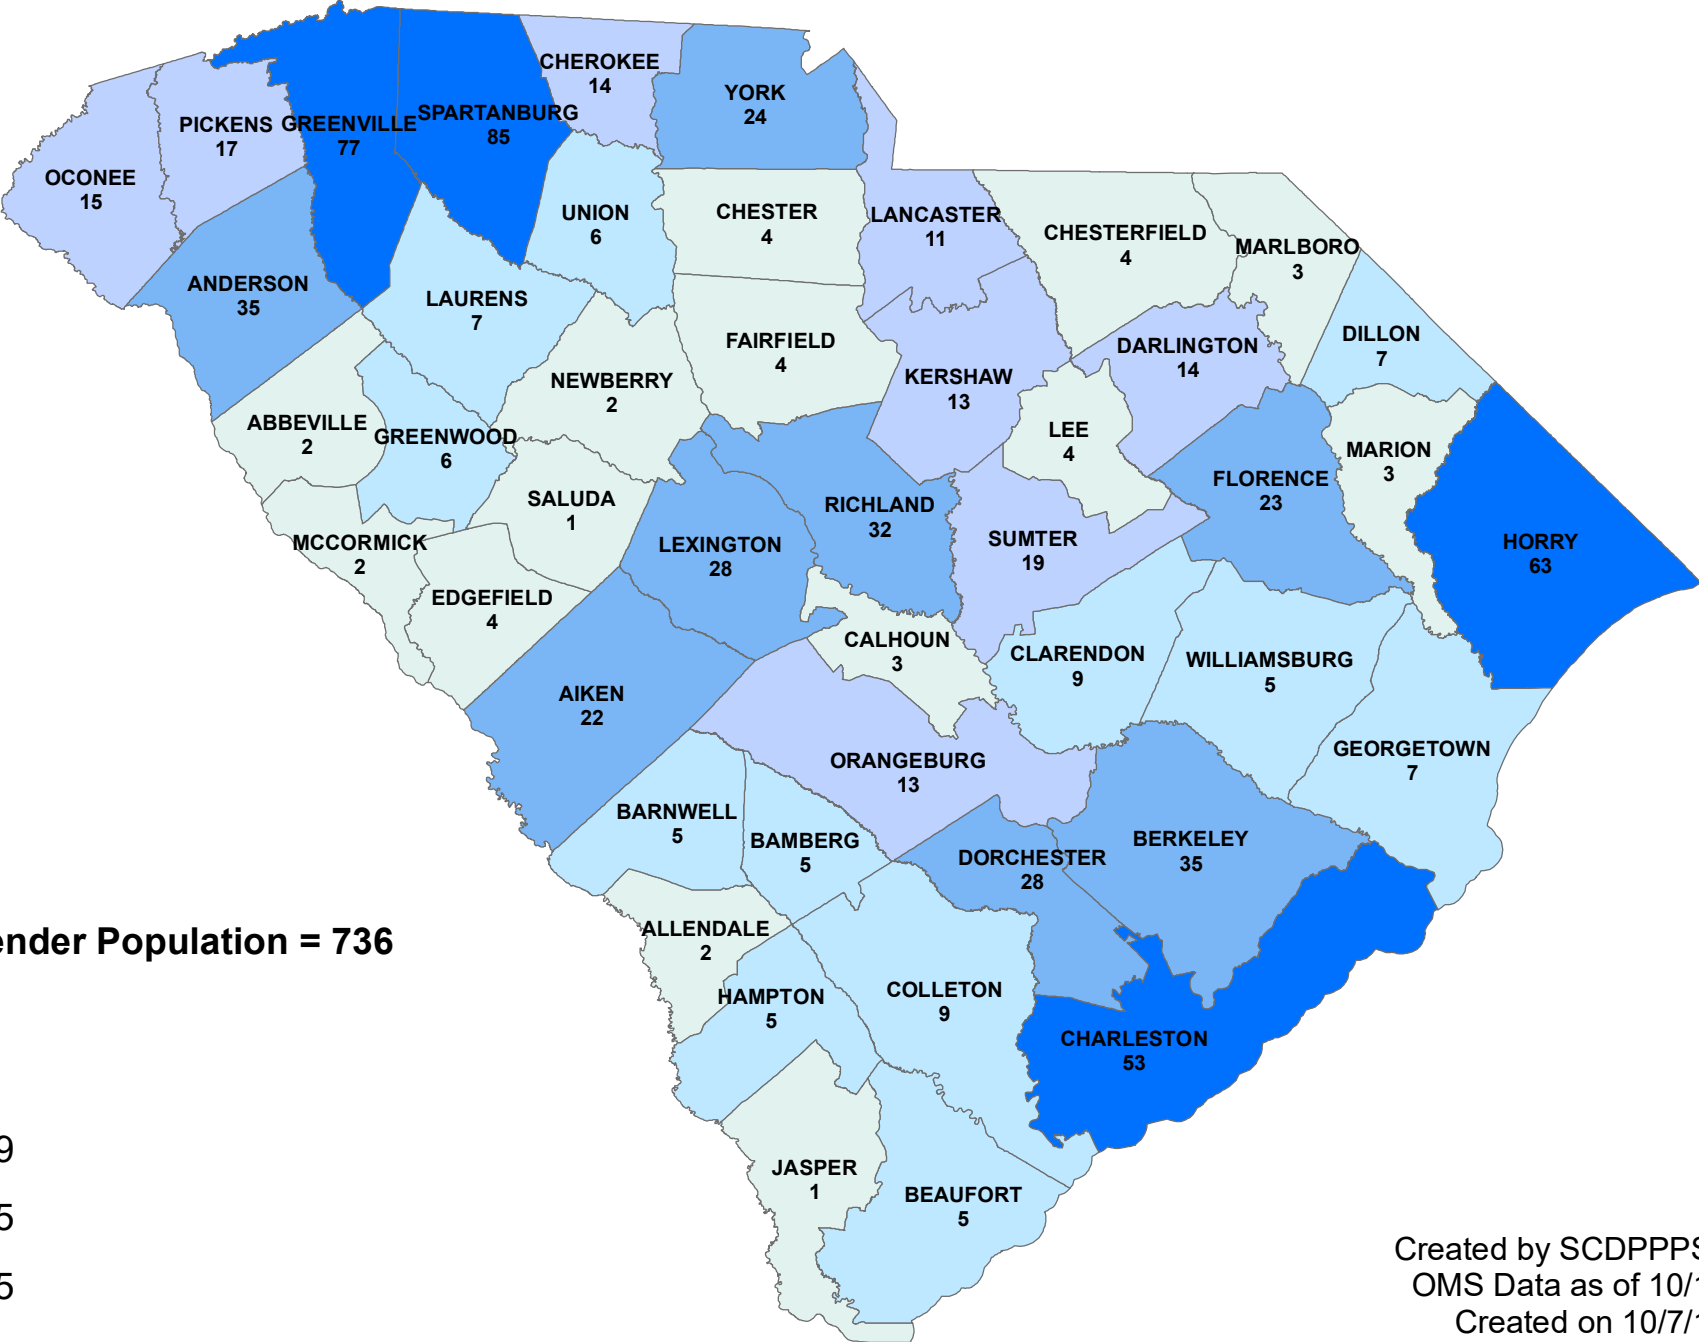 CHEROKEE
14
YORK
24
SPARTANBURG
85
GREENVILLE
77
PICKENS
17
OCONEE
15
UNION
6
CHESTER
4
LANCASTER
11
CHESTERFIELD
4
MARLBORO
3
ANDERSON
35
LAURENS
7
FAIRFIELD
4
DARLINGTON
14
DILLON
7
NEWBERRY
2
KERSHAW
13
ABBEVILLE
2
GREENWOOD
6
LEE
4
MARION
3
SALUDA
1
RICHLAND
32
FLORENCE
23
MCCORMICK
2
LEXINGTON
28
SUMTER
19
HORRY
63
EDGEFIELD
4
CALHOUN
3
CLARENDON
9
WILLIAMSBURG
5
AIKEN
22
ORANGEBURG
13
GEORGETOWN
7
BARNWELL
5
BAMBERG
5
DORCHESTER
28
BERKELEY
35
ALLENDALE
2
Population = 736
HAMPTON
5
COLLETON
9
CHARLESTON
53
9
JASPER
1
BEAUFORT
5
5
5
Created by SCDPPPS
OMS Data as of 10/1
Created on 10/7/1